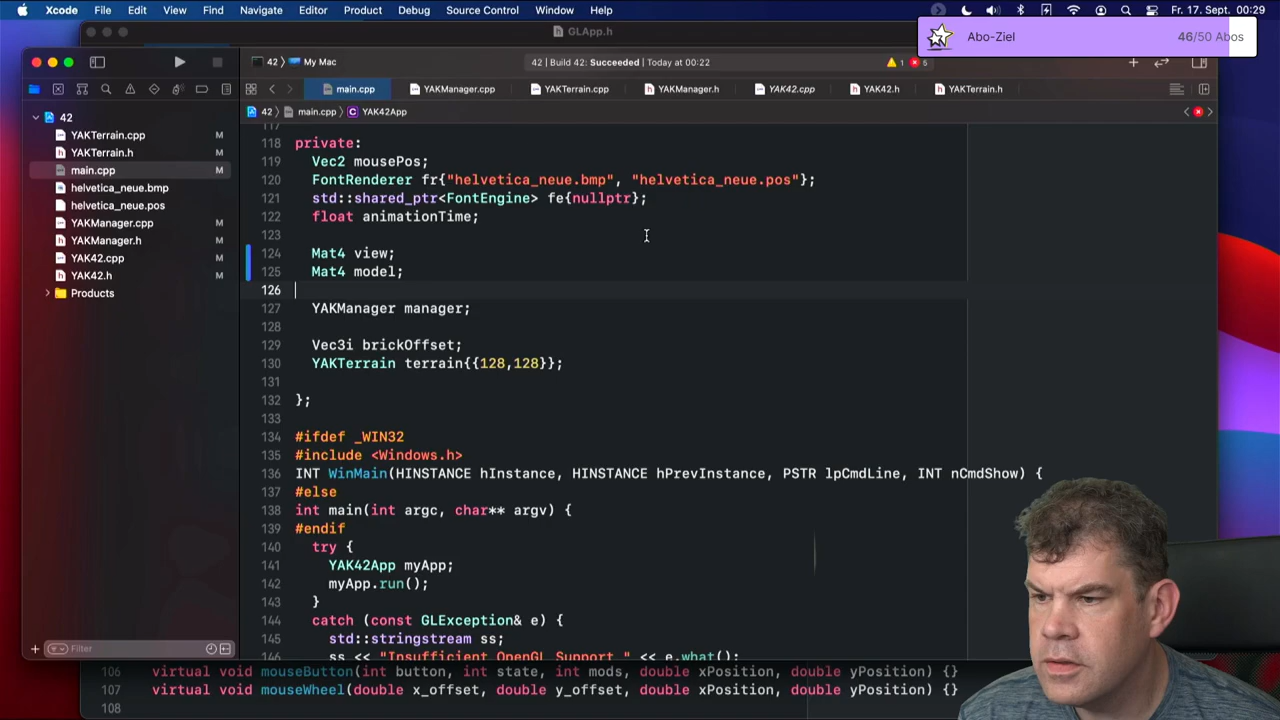 Xcode File Edit View Find Navigate Editor Product Debug Source Control Window Help Fr. 17. Sept. 00:29
GLApp.h
Abo-Ziel 46/50 Abos
42 My Mac 42 | Build 42: Succeeded | Today at 00:22 1 6
main.cpp YAKManager.cpp YAKTerrain.cpp YAKManager.h YAK42.cpp YAK42.h YAKTerrain.h
42 main.cpp YAK42App
42
YAKTerrain.cpp M
YAKTerrain.h M
main.cpp M
helvetica_neue.bmp
helvetica_neue.pos
YAKManager.cpp M
YAKManager.h M
YAK42.cpp M
YAK42.h M
Products
Filter
117
118 private:
119 Vec2 mousePos;
120 FontRenderer fr{"helvetica_neue.bmp", "helvetica_neue.pos"};
121 std::shared_ptr<FontEngine> fe{nullptr};
122 float animationTime;
123
124 Mat4 view;
125 Mat4 model;
126
127 YAKManager manager;
128
129 Vec3i brickOffset;
130 YAKTerrain terrain{{128,128}};
131
132 };
133
134 #ifdef _WIN32
135 #include <Windows.h>
136 INT WinMain(HINSTANCE hInstance, HINSTANCE hPrevInstance, PSTR lpCmdLine, INT nCmdShow) {
137 #else
138 int main(int argc, char** argv) {
139 #endif
140 try {
141 YAK42App myApp;
142 myApp.run();
143 }
144 catch (const GLException& e) {
145 std::stringstream ss;
146 ss << "Insufficient OpenGL Support " << e.what();
106 virtual void mouseButton(int button, int state, int mods, double xPosition, double yPosition) {}
107 virtual void mouseWheel(double x_offset, double y_offset, double xPosition, double yPosition) {}
108